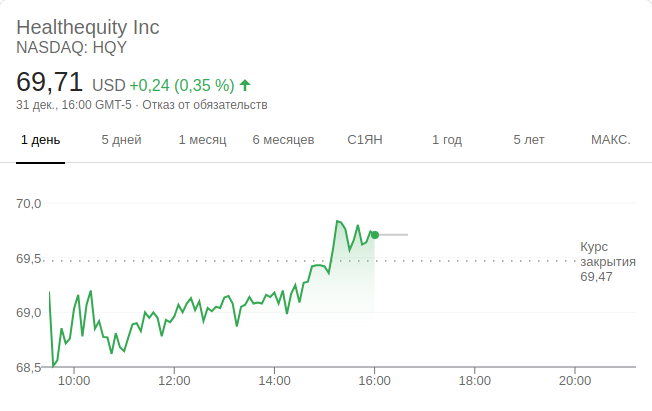 Healthequity Inc
NASDAQ: HQY
69,71 USD +0,24 (0,35 %)
31 дек., 16:00 GMT-5 · Отказ от обязательств
1 день 5 дней 1 месяц 6 месяцев С1ЯН 1 год 5 лет МАКС.
70,0
69,5
69,0
68,5
Курс
закрытия
69,47
10:00 12:00 14:00 16:00 18:00 20:00